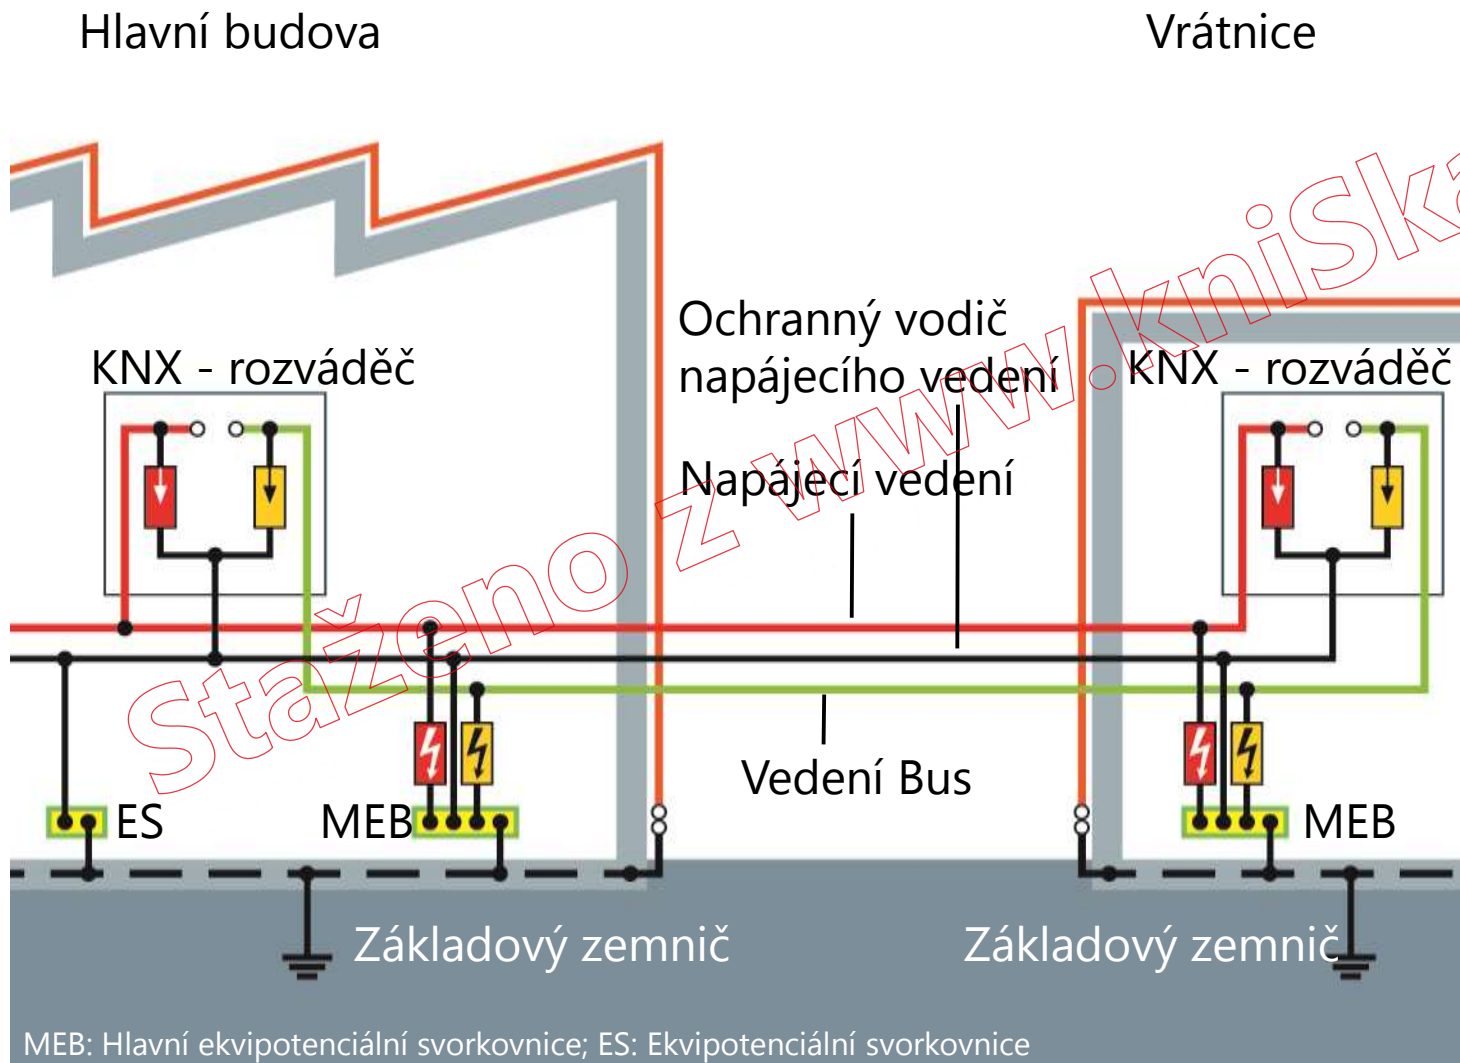 Hlavní budova
Vrátnice
Ochranný vodič
napájecího vedení
KNX - rozváděč
KNX - rozváděč
Napájecí vedení
Vedení Bus
ES
MEB
MEB
Základový zemnič
Základový zemnič
MEB: Hlavní ekvipotenciální svorkovnice; ES: Ekvipotenciální svorkovnice
Staženo z www.kniSka